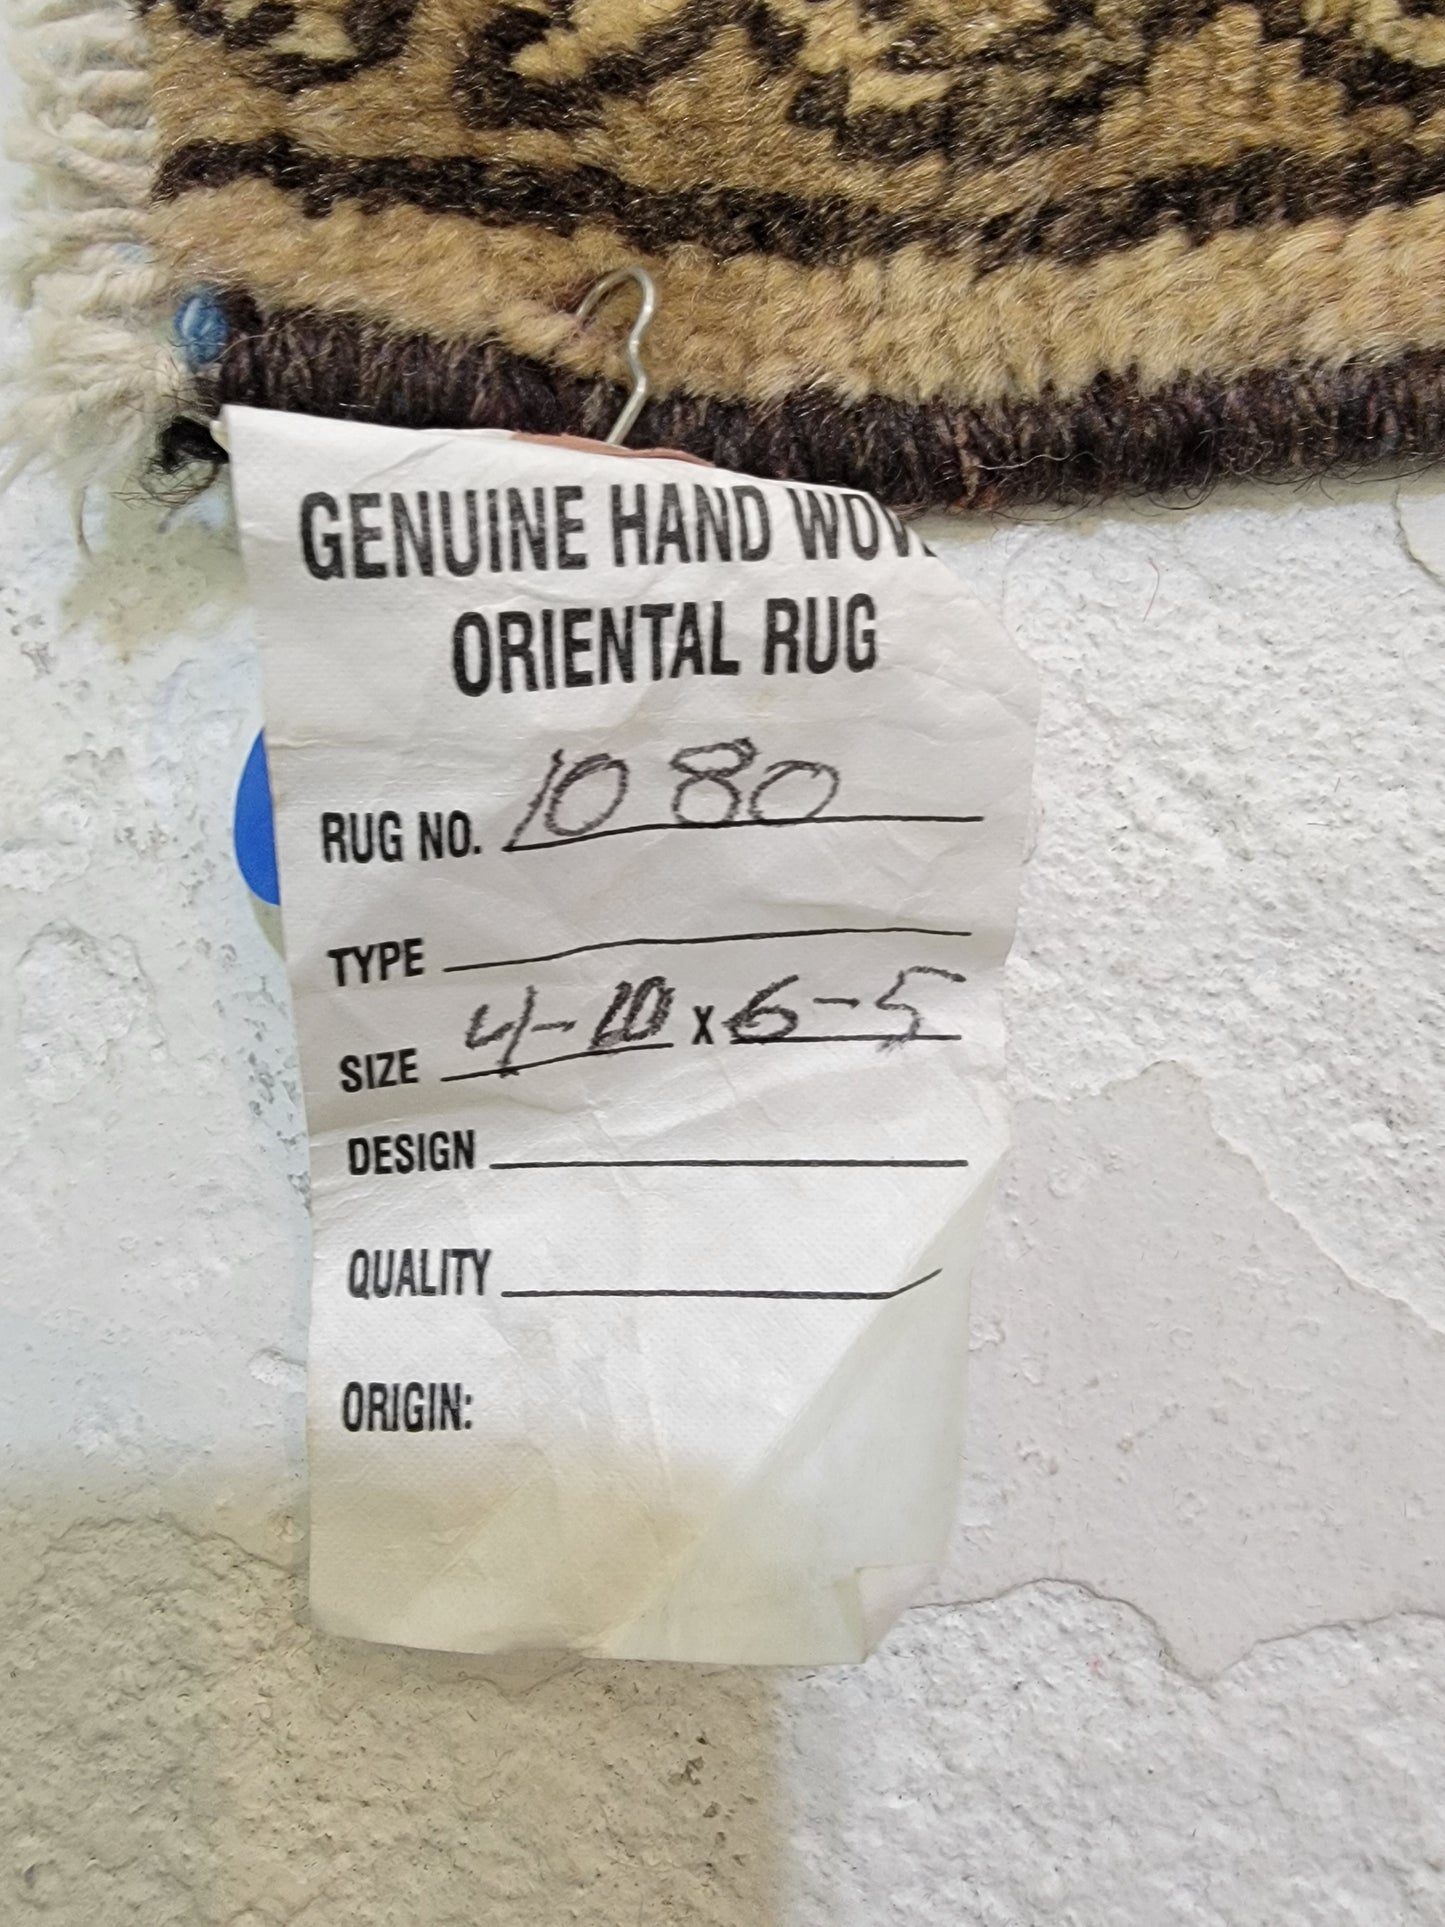 GENUINE HAND WOV
ORIENTAL RUG
RUG NO. 1080
TYPE
SIZE 4-10 x 6-5
DESIGN
QUALITY
ORIGIN: